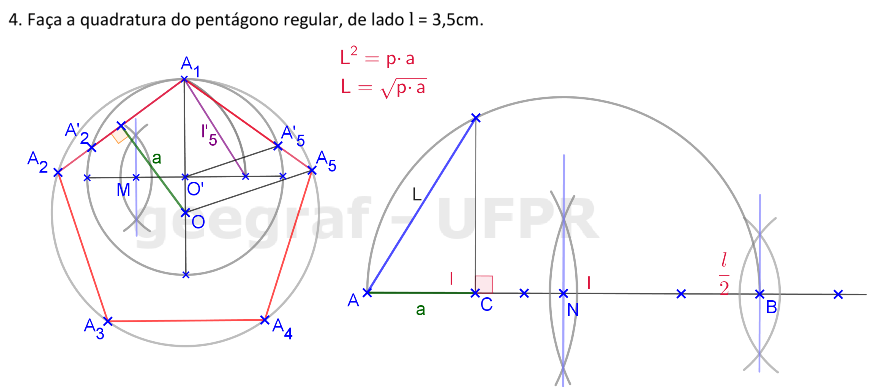 4. Faça a quadratura do pentágono regular, de lado l = 3,5cm.
L² = p· a
L = √p· a
A₁
A'₂
l'₅
A'₅
A₂
a
A₅
M
O'
O
geegraf - UFPR
L
l
l
l/2
A
C
N
B
a
A₃
A₄